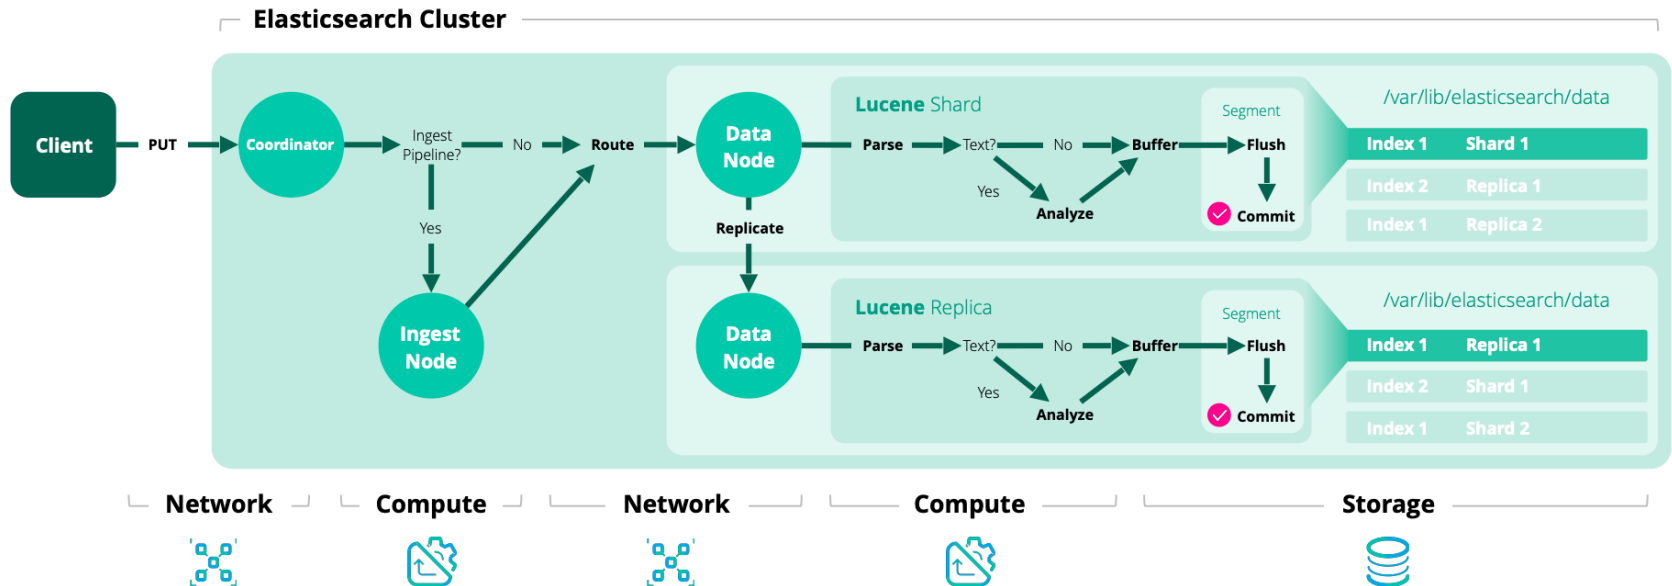 Elasticsearch Cluster
Client
PUT
Coordinator
Ingest
Pipeline?
No
Route
Yes
Ingest
Node
Data
Node
Replicate
Lucene Shard
Parse
Text?
No
Buffer
Yes
Analyze
Segment
Flush
Commit
/var/lib/elasticsearch/data
Index 1 Shard 1
Index 2 Replica 1
Index 1 Replica 2
Data
Node
Lucene Replica
Parse
Text?
No
Buffer
Yes
Analyze
Segment
Flush
Commit
/var/lib/elasticsearch/data
Index 1 Replica 1
Index 2 Shard 1
Index 1 Shard 2
Network
Compute
Network
Compute
Storage